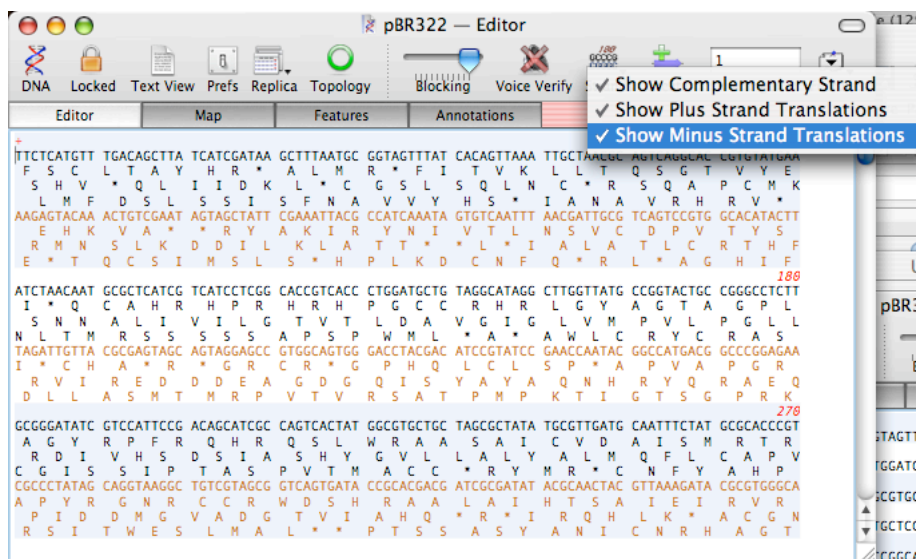 pBR322 — Editor
1
DNA Locked Text View Prefs Replica Topology Blocking Voice Verify
✓ Show Complementary Strand
✓ Show Plus Strand Translations
✓ Show Minus Strand Translations
Editor Map Features Annotations
TTCTCATGTT TGACAGCTTA TCATCGATAA GCTTTAATGC GGTAGTTTAT CACAGTTAAA TTGCTAACGC AGTCAGGCAC CGTGTATGAA
F S C L T A Y H R * A L M R * F I T V K L L T Q S G T V Y E
S H V * Q L I I D K L * C G S L S Q L N C * R S Q A P C M K
L M F D S L S S I S F N A V V Y H S * I A N A V R H R V *
AAGAGTACAA ACTGTCGAAT AGTAGCTATT CGAAATTACG CCATCAAATA GTGTCAATTT AACGATTGCG TCAGTCCGTG GCACATACTT
E H K V A * * R Y A K I R Y N I V T L N S V C D P V T Y S
R M N S L K D D I L K L A T T * * L * I A L A T L C R T H F
E * T Q C S I M S L S * H P L K D C N F Q * R L * A G H I F
180
ATCTAACAAT GCGCTCATCG TCATCCTCGG CACCGTCACC CTGGATGCTG TAGGCATAGG CTTGGTTATG CCGGTACTGC CGGGCCTCTT
I * Q C A H R H P R H R H P G C C R H R L G Y A G T A G P L
S N N A L I V I L G T V T L D A V G I G L V M P V L P G L L
N L T M R S S S S S A P S P W M L * A * A W L C R Y C R A S
TAGATTGTTA CGCGAGTAGC AGTAGGAGCC GTGGCAGTGG GACCTACGAC ATCCGTATCC GAACCAATAC GGCCATGACG GCCCGGAGAA
I * C H A * R * G R C R * G P H Q L C L S P * A P V A P G R
R V I R E D D E A G D G Q I S Y A Y A Q N H R Y Q R A E Q
D L L A S M T M R P V T V R S A T P M P K T I G T S G P R K
270
GCGGGATATC GTCCATTCCG ACAGCATCGC CAGTCACTAT GGCGTGCTGC TAGCGCTATA TGCGTTGATG CAATTTCTAT GCGCACCCGT
A G Y R P F R Q H R Q S L W R A A S A I C V D A I S M R T R
R D I V H S D S I A S H Y G V L L A L Y A L M Q F L C A P V
C G I S S I P T A S P V T M A C C * R Y M R * C N F Y A H P
CGCCCTATAG CAGGTAAGGC TGTCGTAGCG GTCAGTGATA CCGCACGACG ATCGCGATAT ACGCAACTAC GTTAAAGATA CGCGTGGGCA
A P Y R G N R C C R W D S H R A A L A I H T S A I E I R V R
P I D D M G V A D G T V I A H Q * R * I R Q H L K * A C G N
R S I T W E S L M A L * * P T S S A S Y A N I C N R H A G T